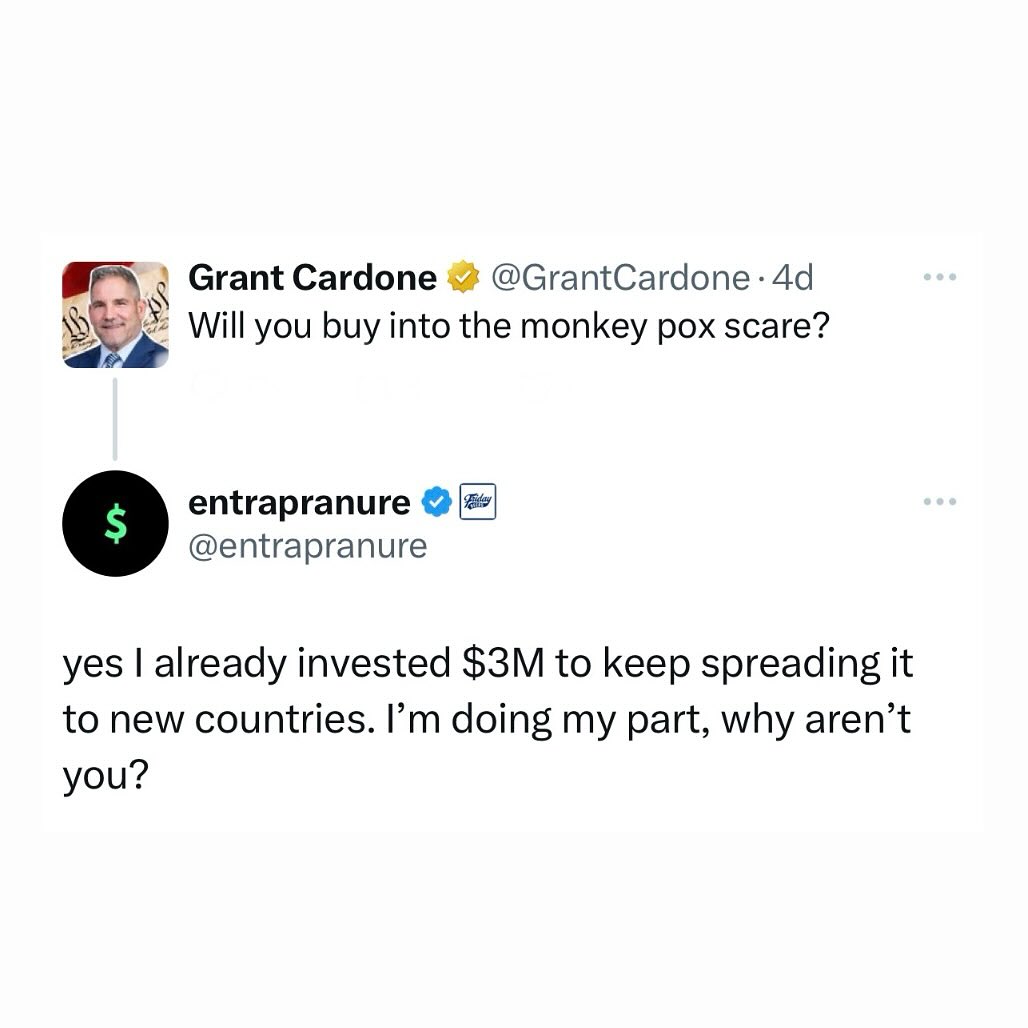 Grant Cardone @GrantCardone · 4d
Will you buy into the monkey pox scare?
entrapranure Friday
@entrapranure
$
yes I already invested $3M to keep spreading it
to new countries. I’m doing my part, why aren’t
you?